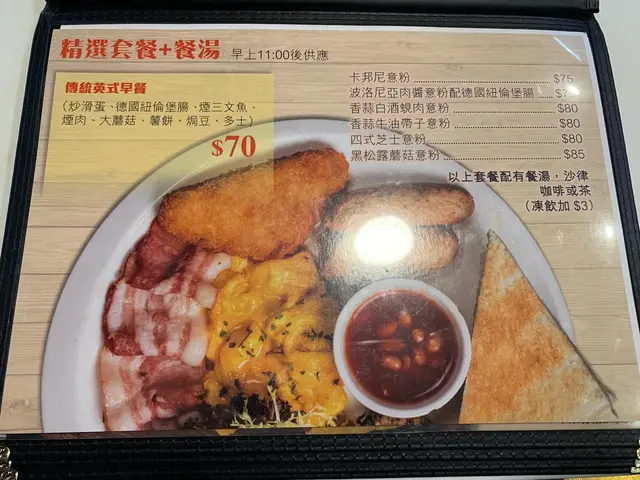 精選套餐+餐湯 早上11:00後供應
傳統英式早餐
(炒滑蛋、德國紐倫堡腸、煙三文魚、
煙肉、大蘑菇、薯餅、焗豆、多士)
$70
卡邦尼意粉 $75
波洛尼亞肉醬意粉配德國紐倫堡腸
香蒜白酒蜆肉意粉 $80
香蒜牛油帶子意粉 $80
四式芝士意粉 $80
黑松露蘑菇意粉 $85
以上套餐配有餐湯，沙律
咖啡或茶
(凍飲加 $3)